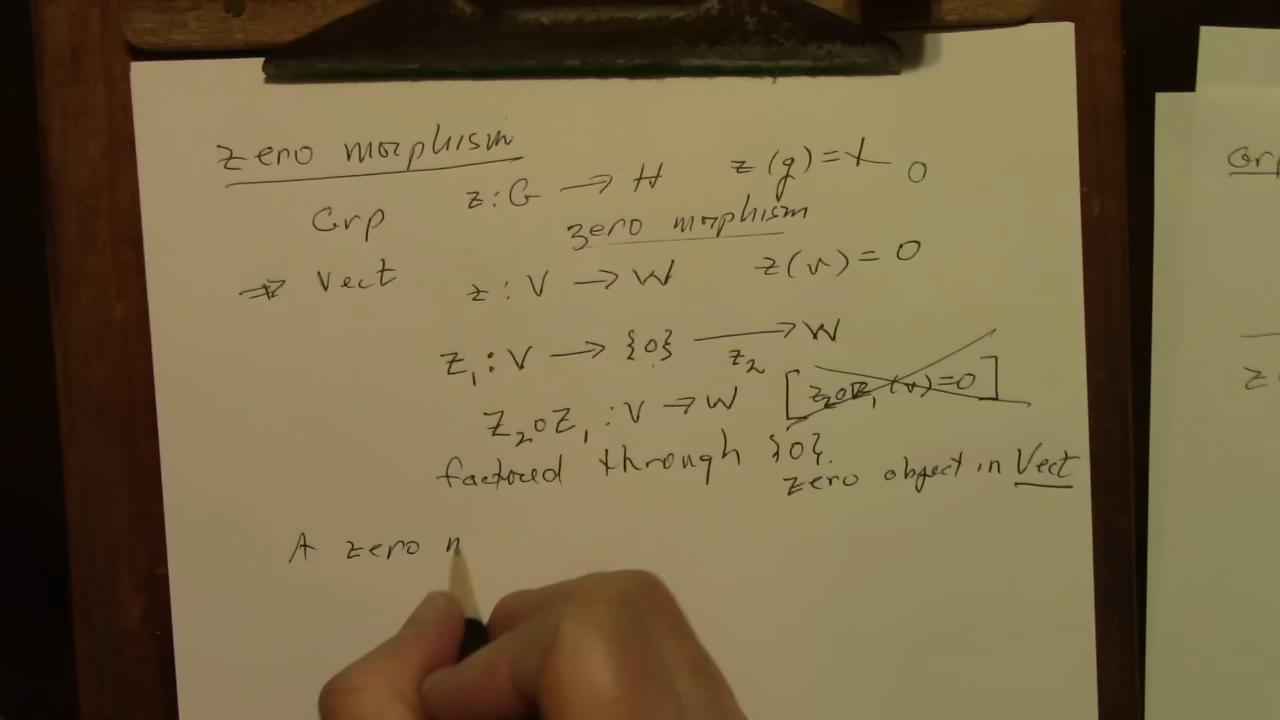 zero morphism
Grp z : G → H z(g) = 1 0
zero morphism
⇒ Vect z : V → W z(v) = 0
z₁ : V → {0} → W
z₂
z₂∘z₁ : V → W [z₂∘z₁(v)=0]
factored through {0}.
zero object in Vect
A zero m
Grp
z